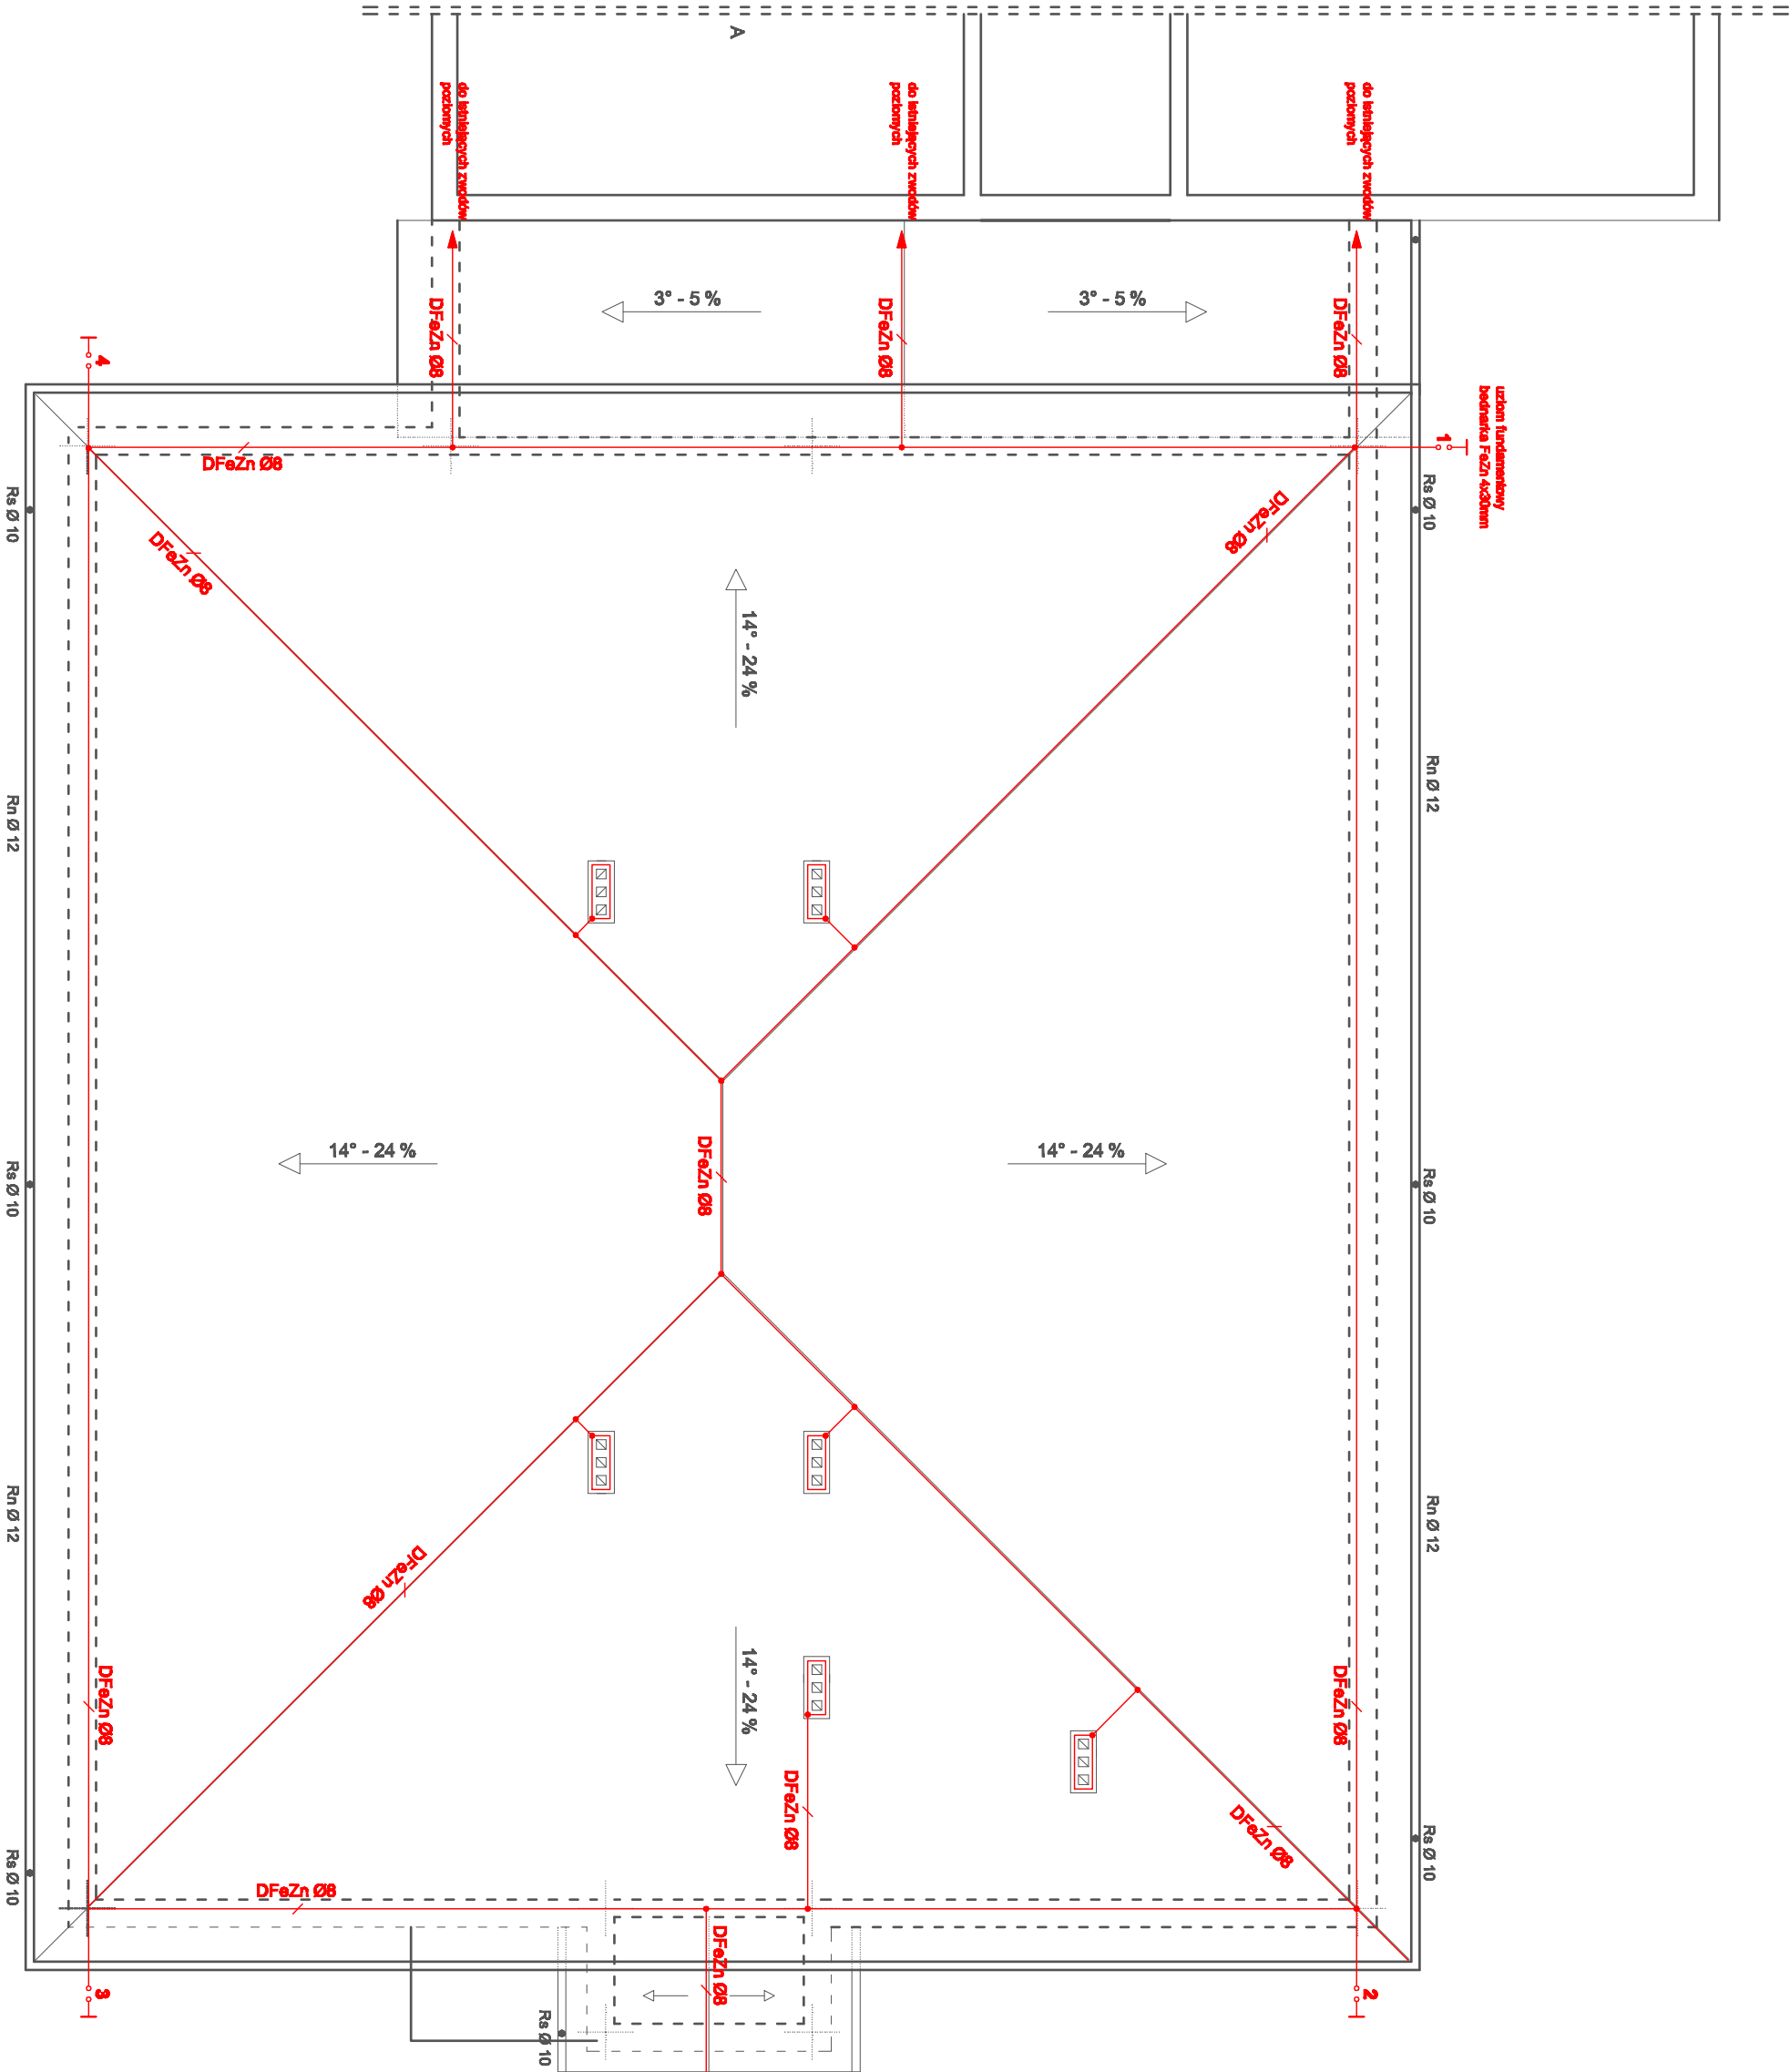 A
do istniejących zwodów
poziomych
do istniejących zwodów
poziomych
do istniejących zwodów
poziomych
3° - 5 %
3° - 5 %
DFeZn Ø8
DFeZn Ø8
DFeZn Ø8
4
1
uziom fundamentowy
bednarka FeZn 4x30mm
DFeZn Ø8
Rs Ø 10
Rs Ø 10
DFeZn Ø8
DFeZn Ø8
14° - 24 %
Rn Ø 12
Rn Ø 12
14° - 24 %
DFeZn Ø8
14° - 24 %
Rs Ø 10
Rs Ø 10
Rn Ø 12
Rn Ø 12
DFeZn Ø8
DFeZn Ø8
14° - 24 %
DFeZn Ø8
DFeZn Ø8
DFeZn Ø8
Rs Ø 10
Rs Ø 10
DFeZn Ø8
DFeZn Ø8
3
2
Rs Ø 10